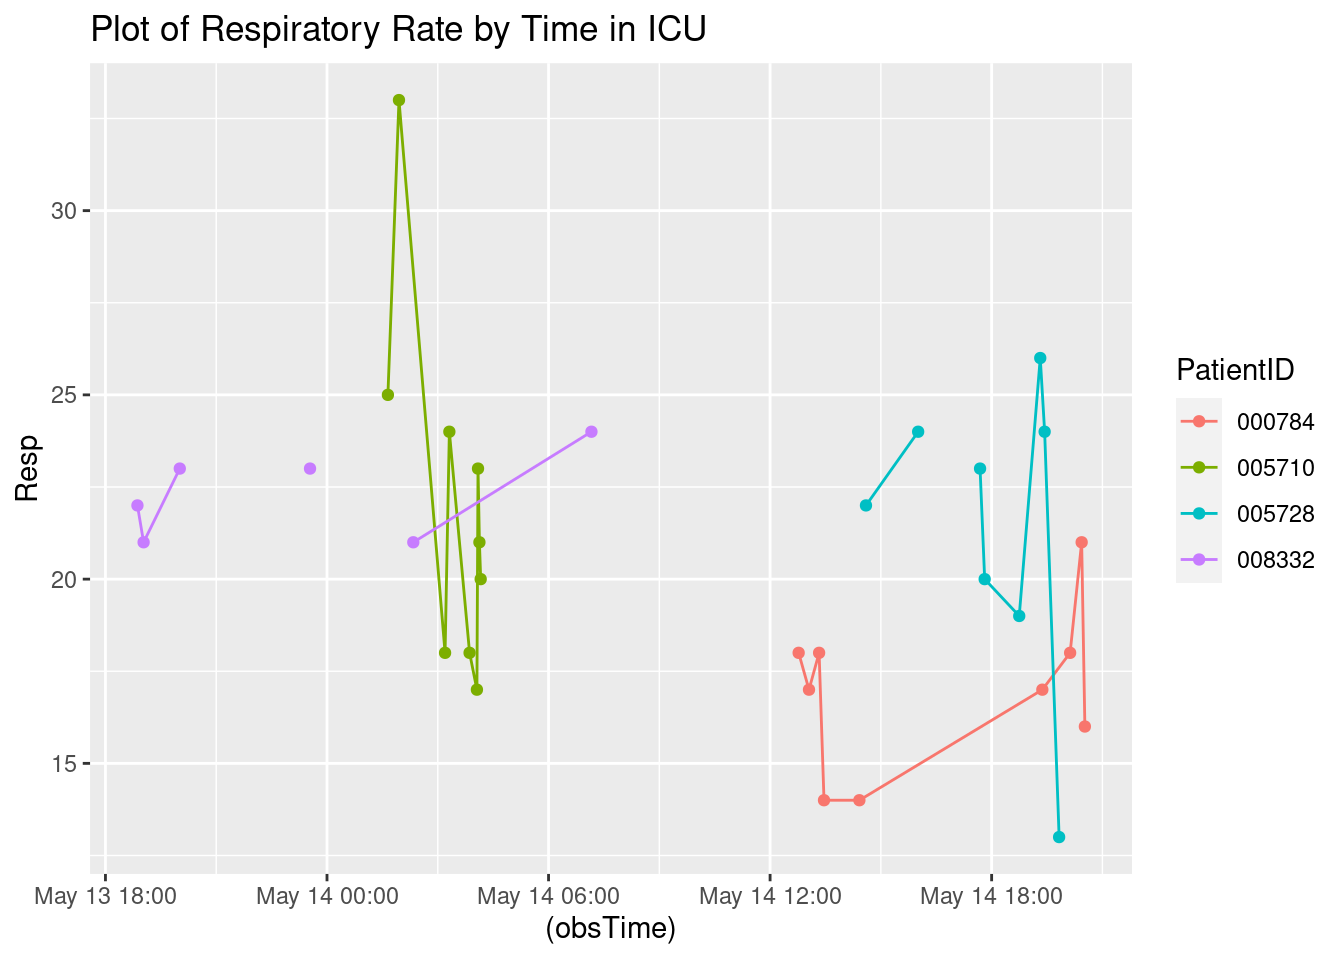 Plot of Respiratory Rate by Time in ICU
Resp
30
25
20
15
May 13 18:00 May 14 00:00 May 14 06:00 May 14 12:00 May 14 18:00
(obsTime)
PatientID
000784
005710
005728
008332